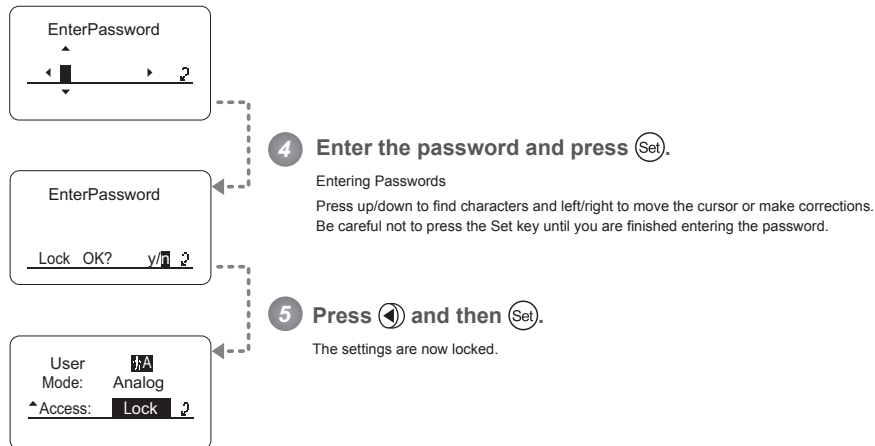 EnterPassword
4 Enter the password and press Set.
Entering Passwords
Press up/down to find characters and left/right to move the cursor or make corrections.
Be careful not to press the Set key until you are finished entering the password.
EnterPassword
Lock OK? y/n
5 Press and then Set.
The settings are now locked.
User A
Mode: Analog
Access: Lock